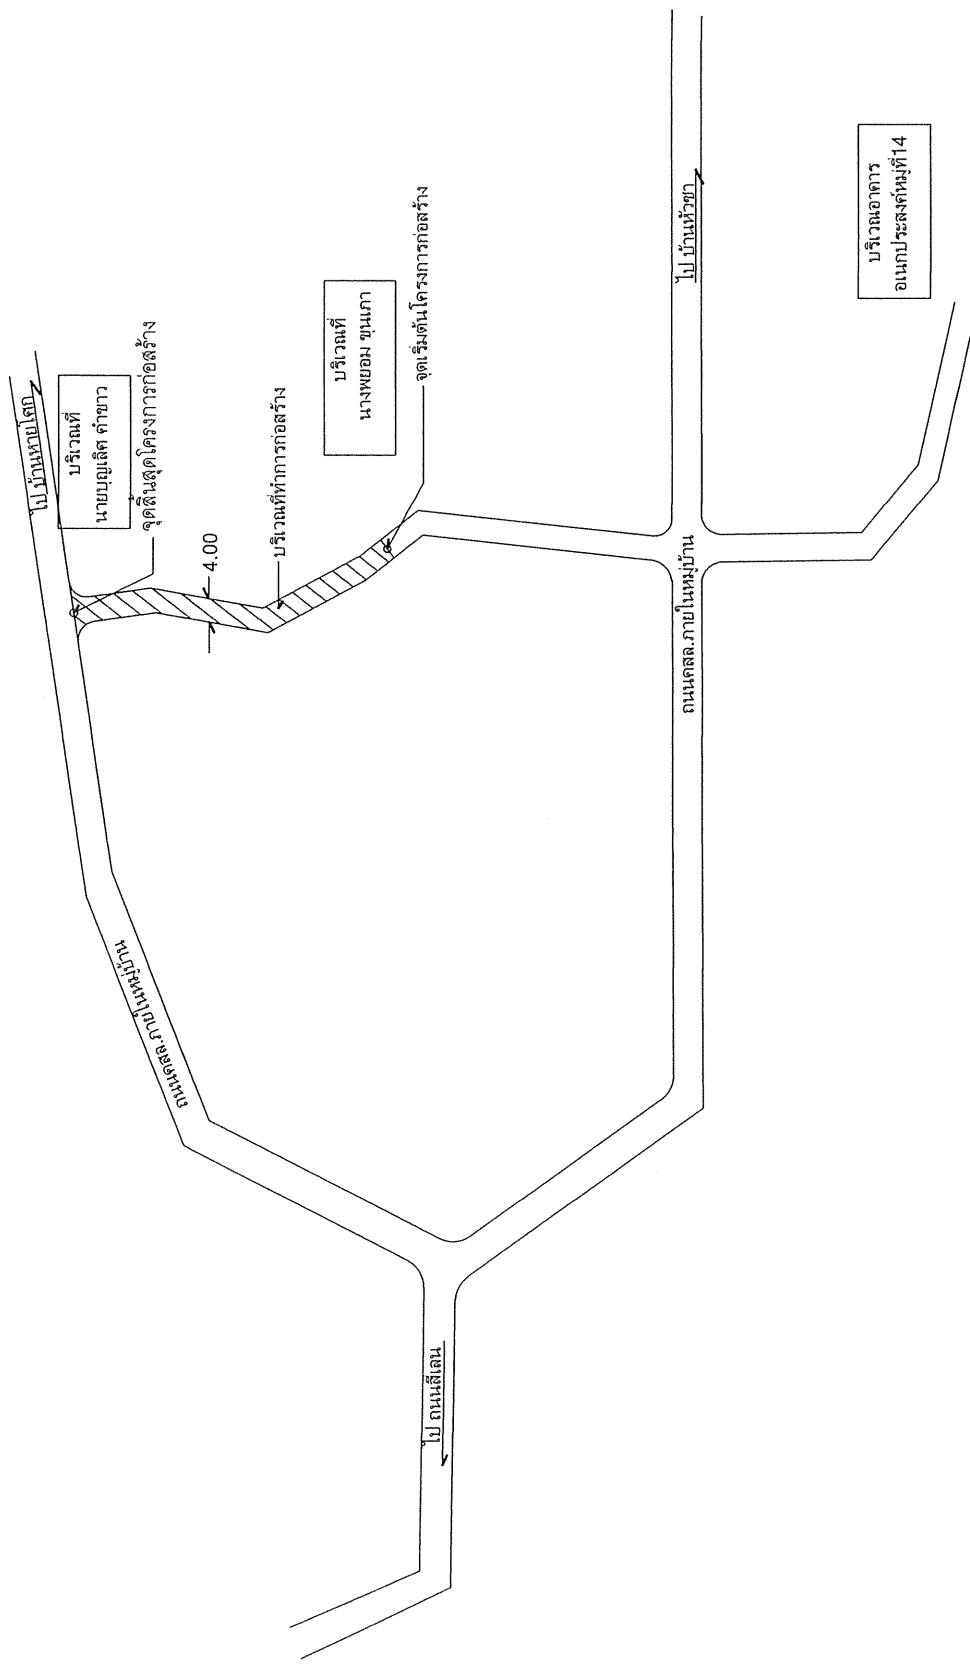 ไป บ้านหายโศก
บริเวณที่
นายบุญเลิศ คำขาว
จุดสิ้นสุดโครงการก่อสร้าง
4.00
บริเวณที่ทำการก่อสร้าง
บริเวณที่
นางพยอม ขุนเภา
จุดเริ่มต้นโครงการก่อสร้าง
ไป บ้านหัวชา
บริเวณอาคาร
อเนกประสงค์หมู่ที่14
ถนนคสล.ภายในหมู่บ้าน
ถนนคสล.ภายในหมู่บ้าน
ไป ถนนสี่เลน